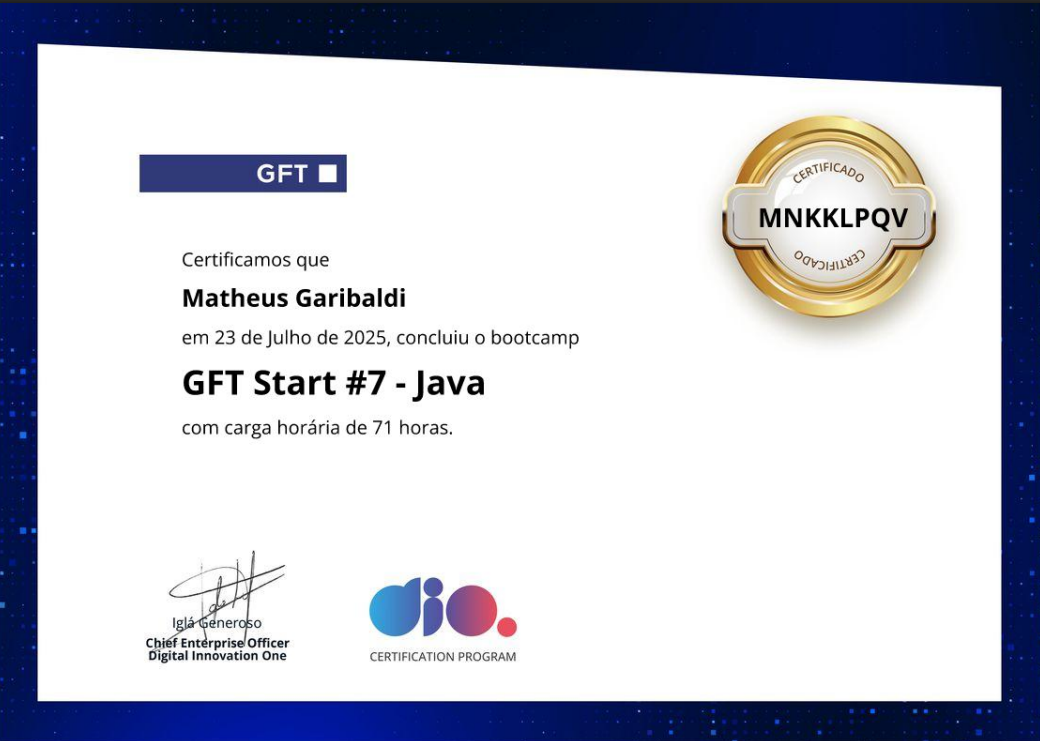 GFT
CERTIFICADO
MNKKLPQV
CERTIFICADO
Certificamos que
Matheus Garibaldi
em 23 de Julho de 2025, concluiu o bootcamp
GFT Start #7 - Java
com carga horária de 71 horas.
Iglá Generoso
Chief Enterprise Officer
Digital Innovation One
dio.
CERTIFICATION PROGRAM